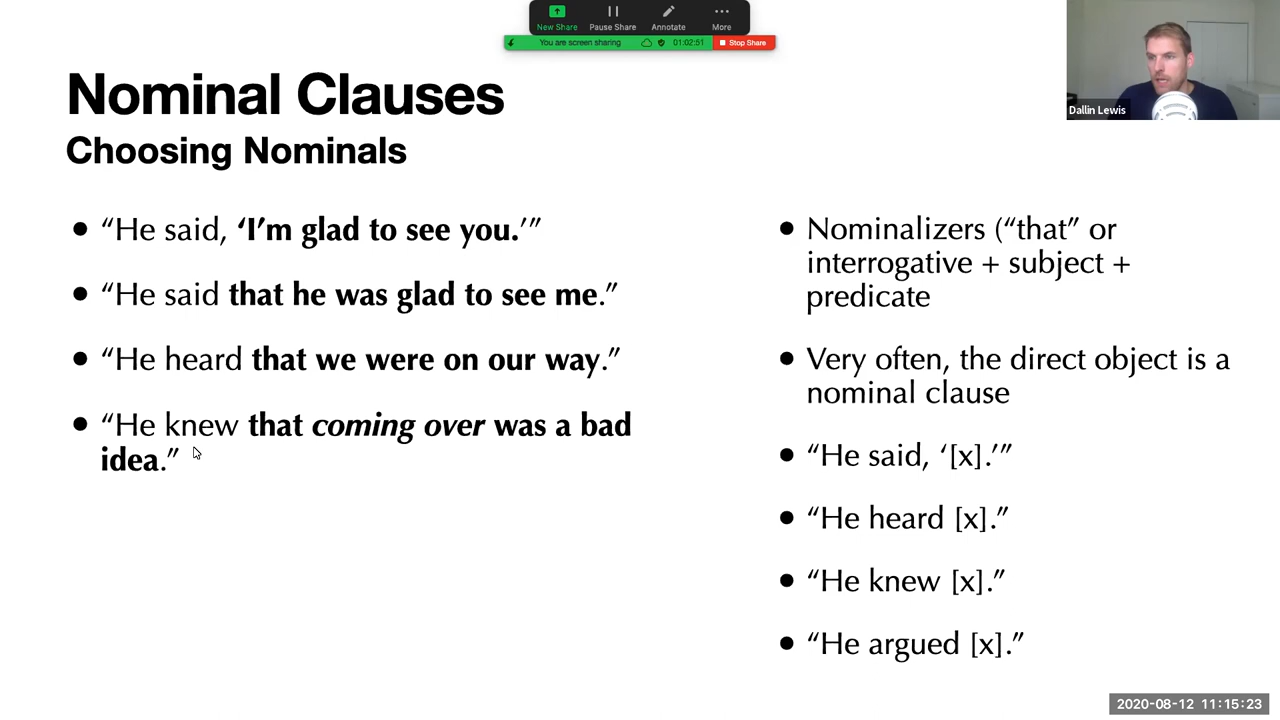 New Share Pause Share Annotate More
You are screen sharing 01:02:51 Stop Share
Dallin Lewis
Nominal Clauses
Choosing Nominals
• “He said, ‘I’m glad to see you.’”
• “He said that he was glad to see me.”
• “He heard that we were on our way.”
• “He knew that coming over was a bad
idea.”
• Nominalizers (“that” or
interrogative + subject +
predicate
• Very often, the direct object is a
nominal clause
• “He said, ‘[x].’”
• “He heard [x].”
• “He knew [x].”
• “He argued [x].”
2020-08-12 11:15:23